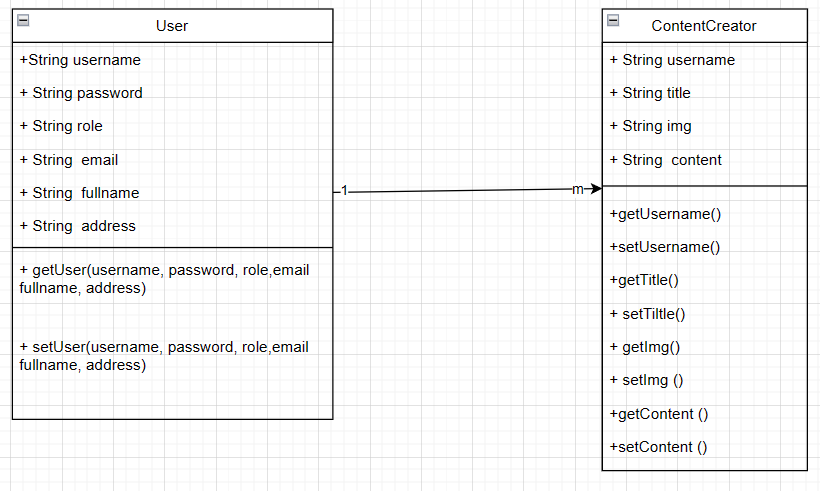 User
+String username
+ String password
+ String role
+ String  email
+ String  fullname
+ String  address
+ getUser(username, password, role,email
fullname, address)
+ setUser(username, password, role,email
fullname, address)
1
m
ContentCreator
+ String username
+ String title
+ String img
+ String  content
+getUsername()
+setUsername()
+getTitle()
+ setTiltle()
+ getImg()
+ setImg ()
+getContent ()
+setContent ()